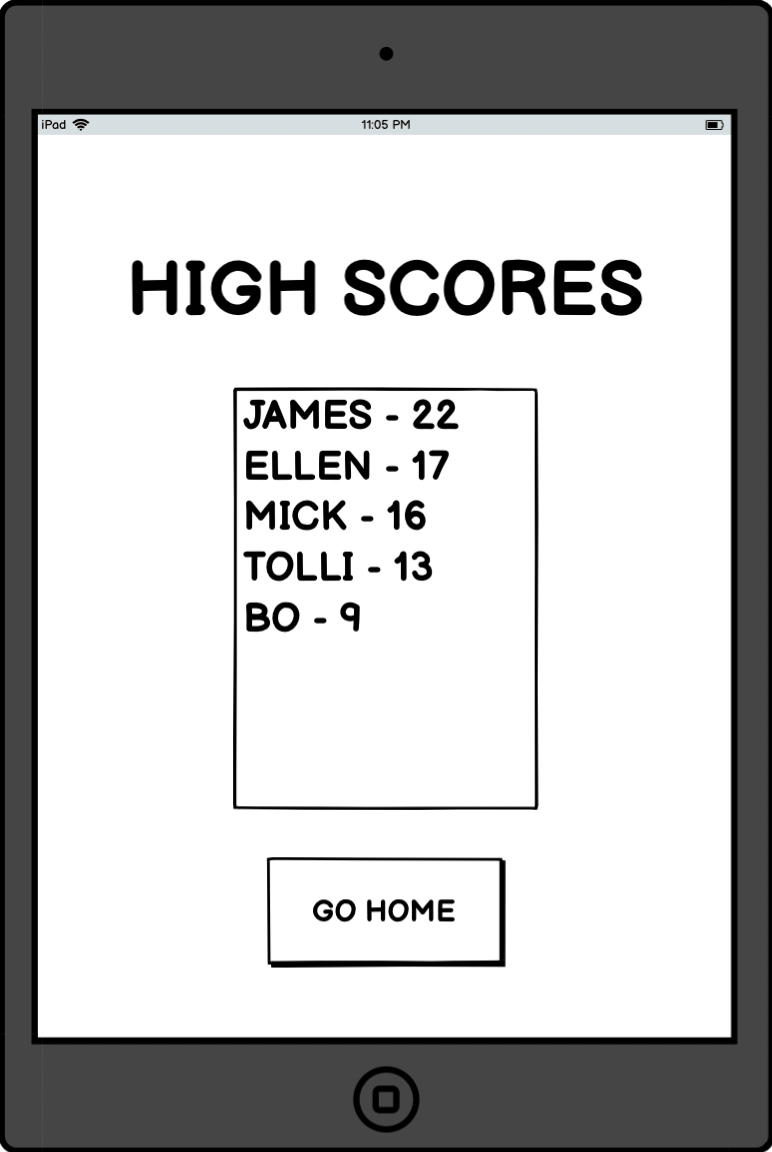 iPad 11:05 PM
HIGH SCORES
JAMES - 22
ELLEN - 17
MICK - 16
TOLLI - 13
BO - 9
GO HOME